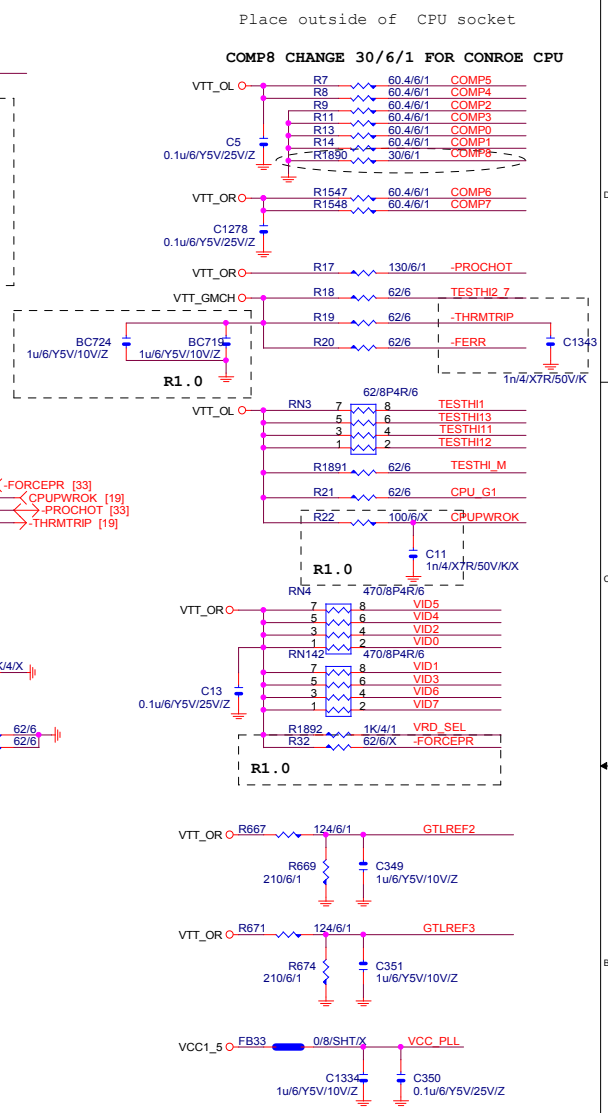 Place outside of CPU socket
COMP8 CHANGE 30/6/1 FOR CONROE CPU
VTT_OL R7 60.4/6/1 COMP5
R8 60.4/6/1 COMP4
R9 60.4/6/1 COMP2
R11 60.4/6/1 COMP3
R13 60.4/6/1 COMP0
C5 R14 60.4/6/1 COMP1
0.1u/6/Y5V/25V/Z R1890 30/6/1 COMP8
VTT_OR R1547 60.4/6/1 COMP6
R1548 60.4/6/1 COMP7
C1278
0.1u/6/Y5V/25V/Z
VTT_OR R17 130/6/1 -PROCHOT
VTT_GMCH R18 62/6 TESTHI2_7
R19 62/6 -THRMTRIP
BC724 BC719 R20 62/6 -FERR C1343
1u/6/Y5V/10V/Z 1u/6/Y5V/10V/Z
R1.0 1n/4/X7R/50V/K
62/8P4R/6
VTT_OL RN3 7 8 TESTHI1
5 6 TESTHI13
3 4 TESTHI11
1 2 TESTHI12
R1891 62/6 TESTHI_M
-FORCEPR [33]
CPUPWROK [19] R21 62/6 CPU_G1
-PROCHOT [33]
-THRMTRIP [19] R22 100/6/X CPUPWROK
C11
R1.0 1n/4/X7R/50V/K/X
RN4 470/8P4R/6
VTT_OR 7 8 VID5
5 6 VID4
3 4 VID2
1 2 VID0
RN142 470/8P4R/6
K/4/X 7 8 VID1
5 6 VID3
C13 3 4 VID6
0.1u/6/Y5V/25V/Z 1 2 VID7
62/6 R1892 1K/4/1 VRD_SEL
62/6 R32 62/6/X -FORCEPR
R1.0
VTT_OR R667 124/6/1 GTLREF2
R669 C349
210/6/1 1u/6/Y5V/10V/Z
VTT_OR R671 124/6/1 GTLREF3
R674 C351
210/6/1 1u/6/Y5V/10V/Z
VCC1_5 FB33 0/8/SHT/X VCC_PLL
C1334 C350
1u/6/Y5V/10V/Z 0.1u/6/Y5V/25V/Z
D
C
B